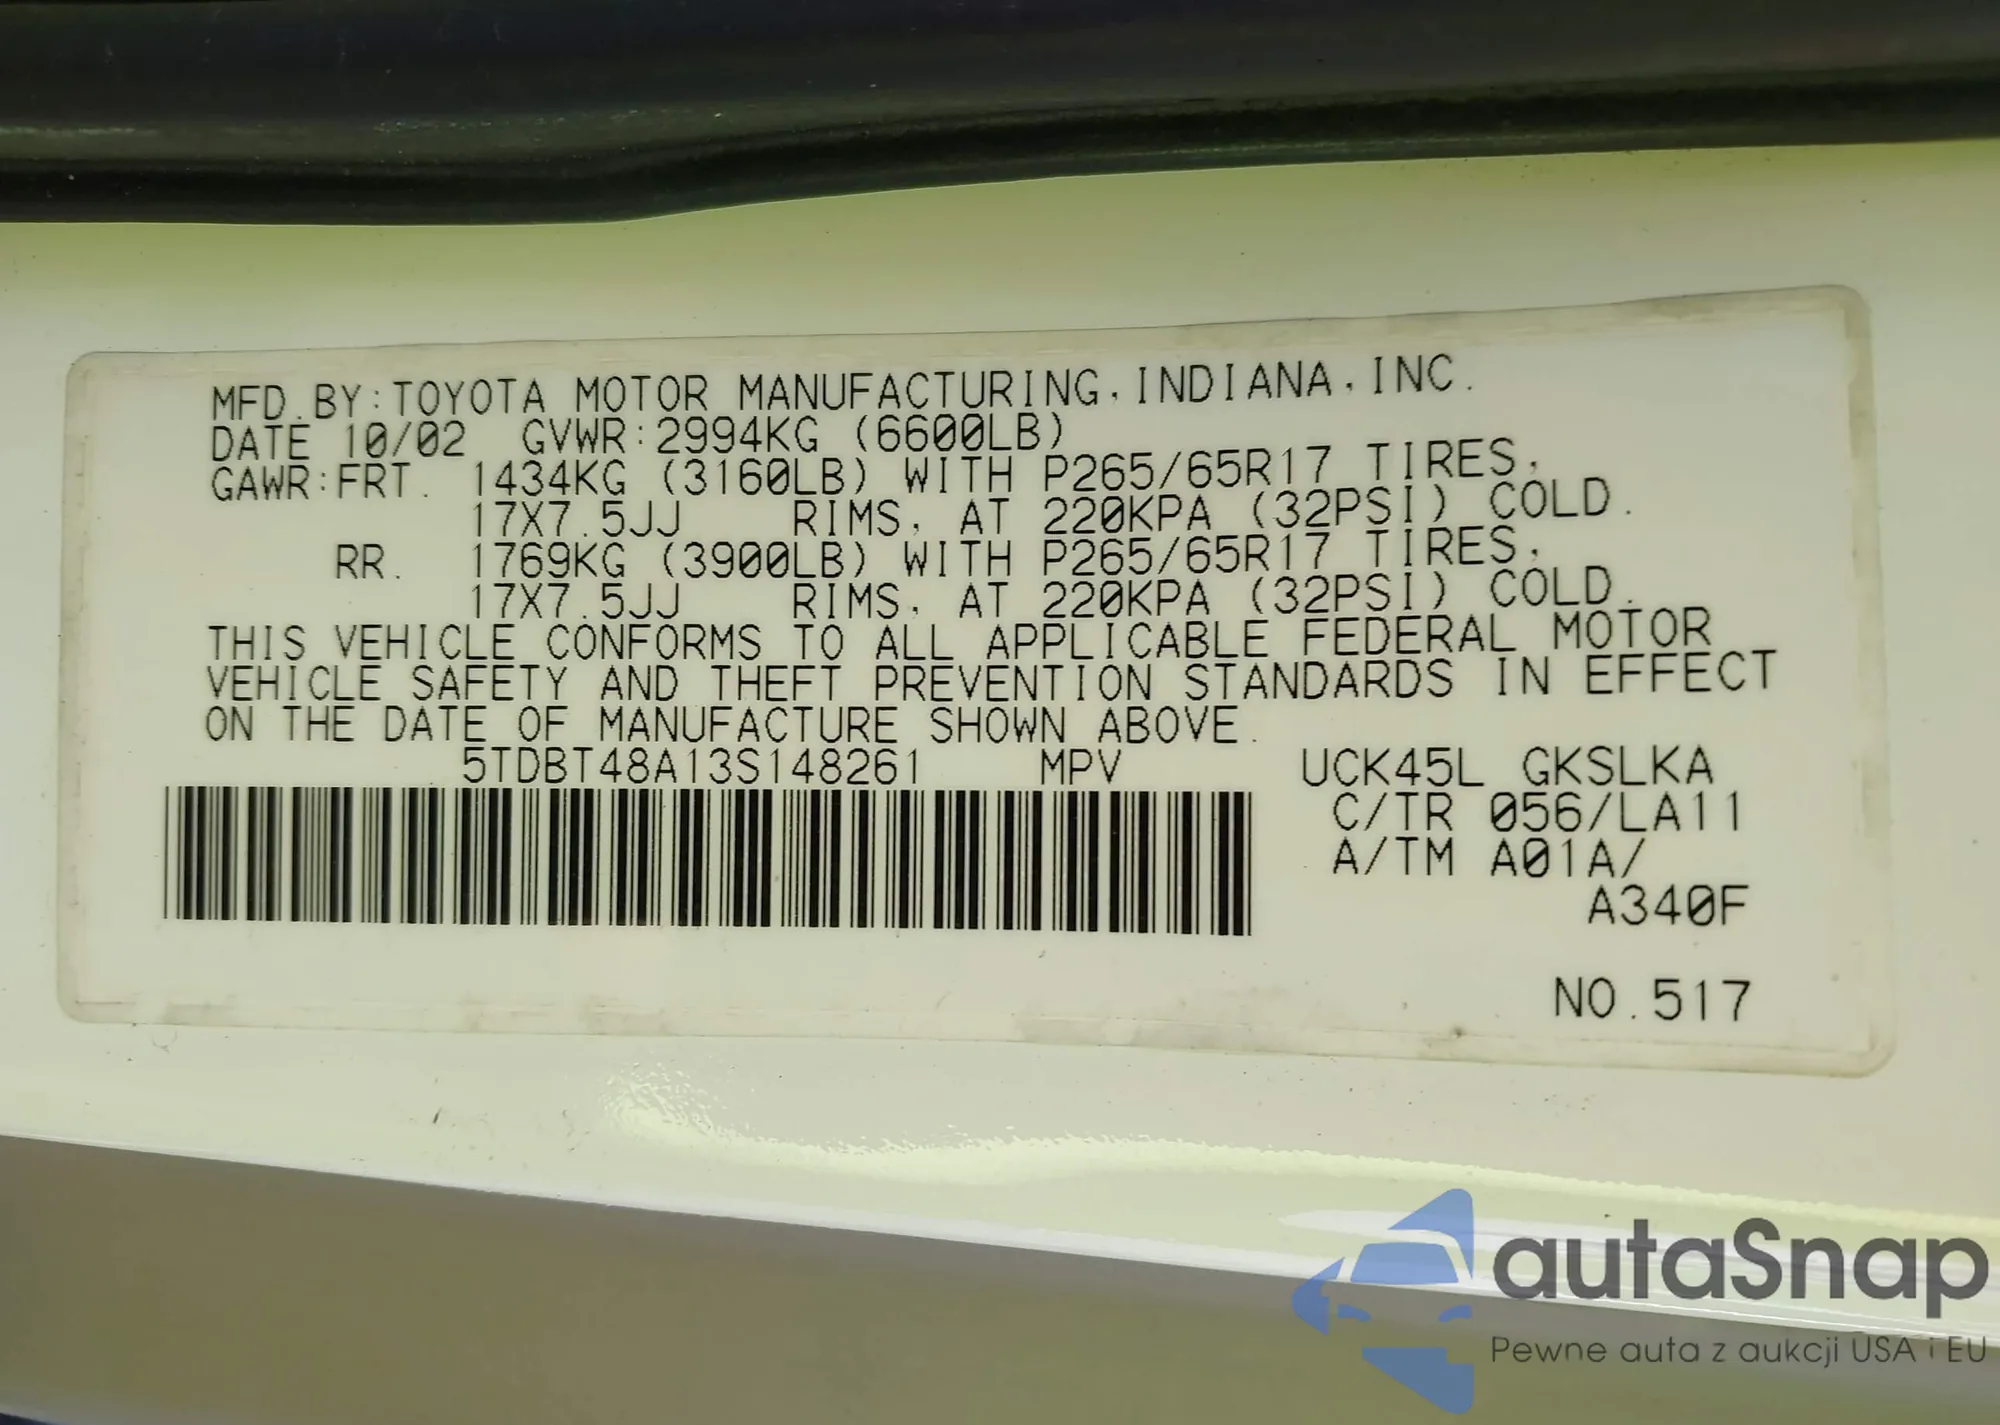 MFD.BY:TOYOTA MOTOR MANUFACTURING,INDIANA,INC.
DATE 10/02 GVWR:2994KG (6600LB)
GAWR:FRT. 1434KG (3160LB) WITH P265/65R17 TIRES,
17X7.5JJ RIMS, AT 220KPA (32PSI) COLD.
RR. 1769KG (3900LB) WITH P265/65R17 TIRES,
17X7.5JJ RIMS, AT 220KPA (32PSI) COLD.
THIS VEHICLE CONFORMS TO ALL APPLICABLE FEDERAL MOTOR
VEHICLE SAFETY AND THEFT PREVENTION STANDARDS IN EFFECT
ON THE DATE OF MANUFACTURE SHOWN ABOVE.
5TDBT48A13S148261 MPV UCK45L GKSLKA
C/TR 056/LA11
A/TM A01A/
A340F
NO.517
autaSnap
Pewne auta z aukcji USA i EU